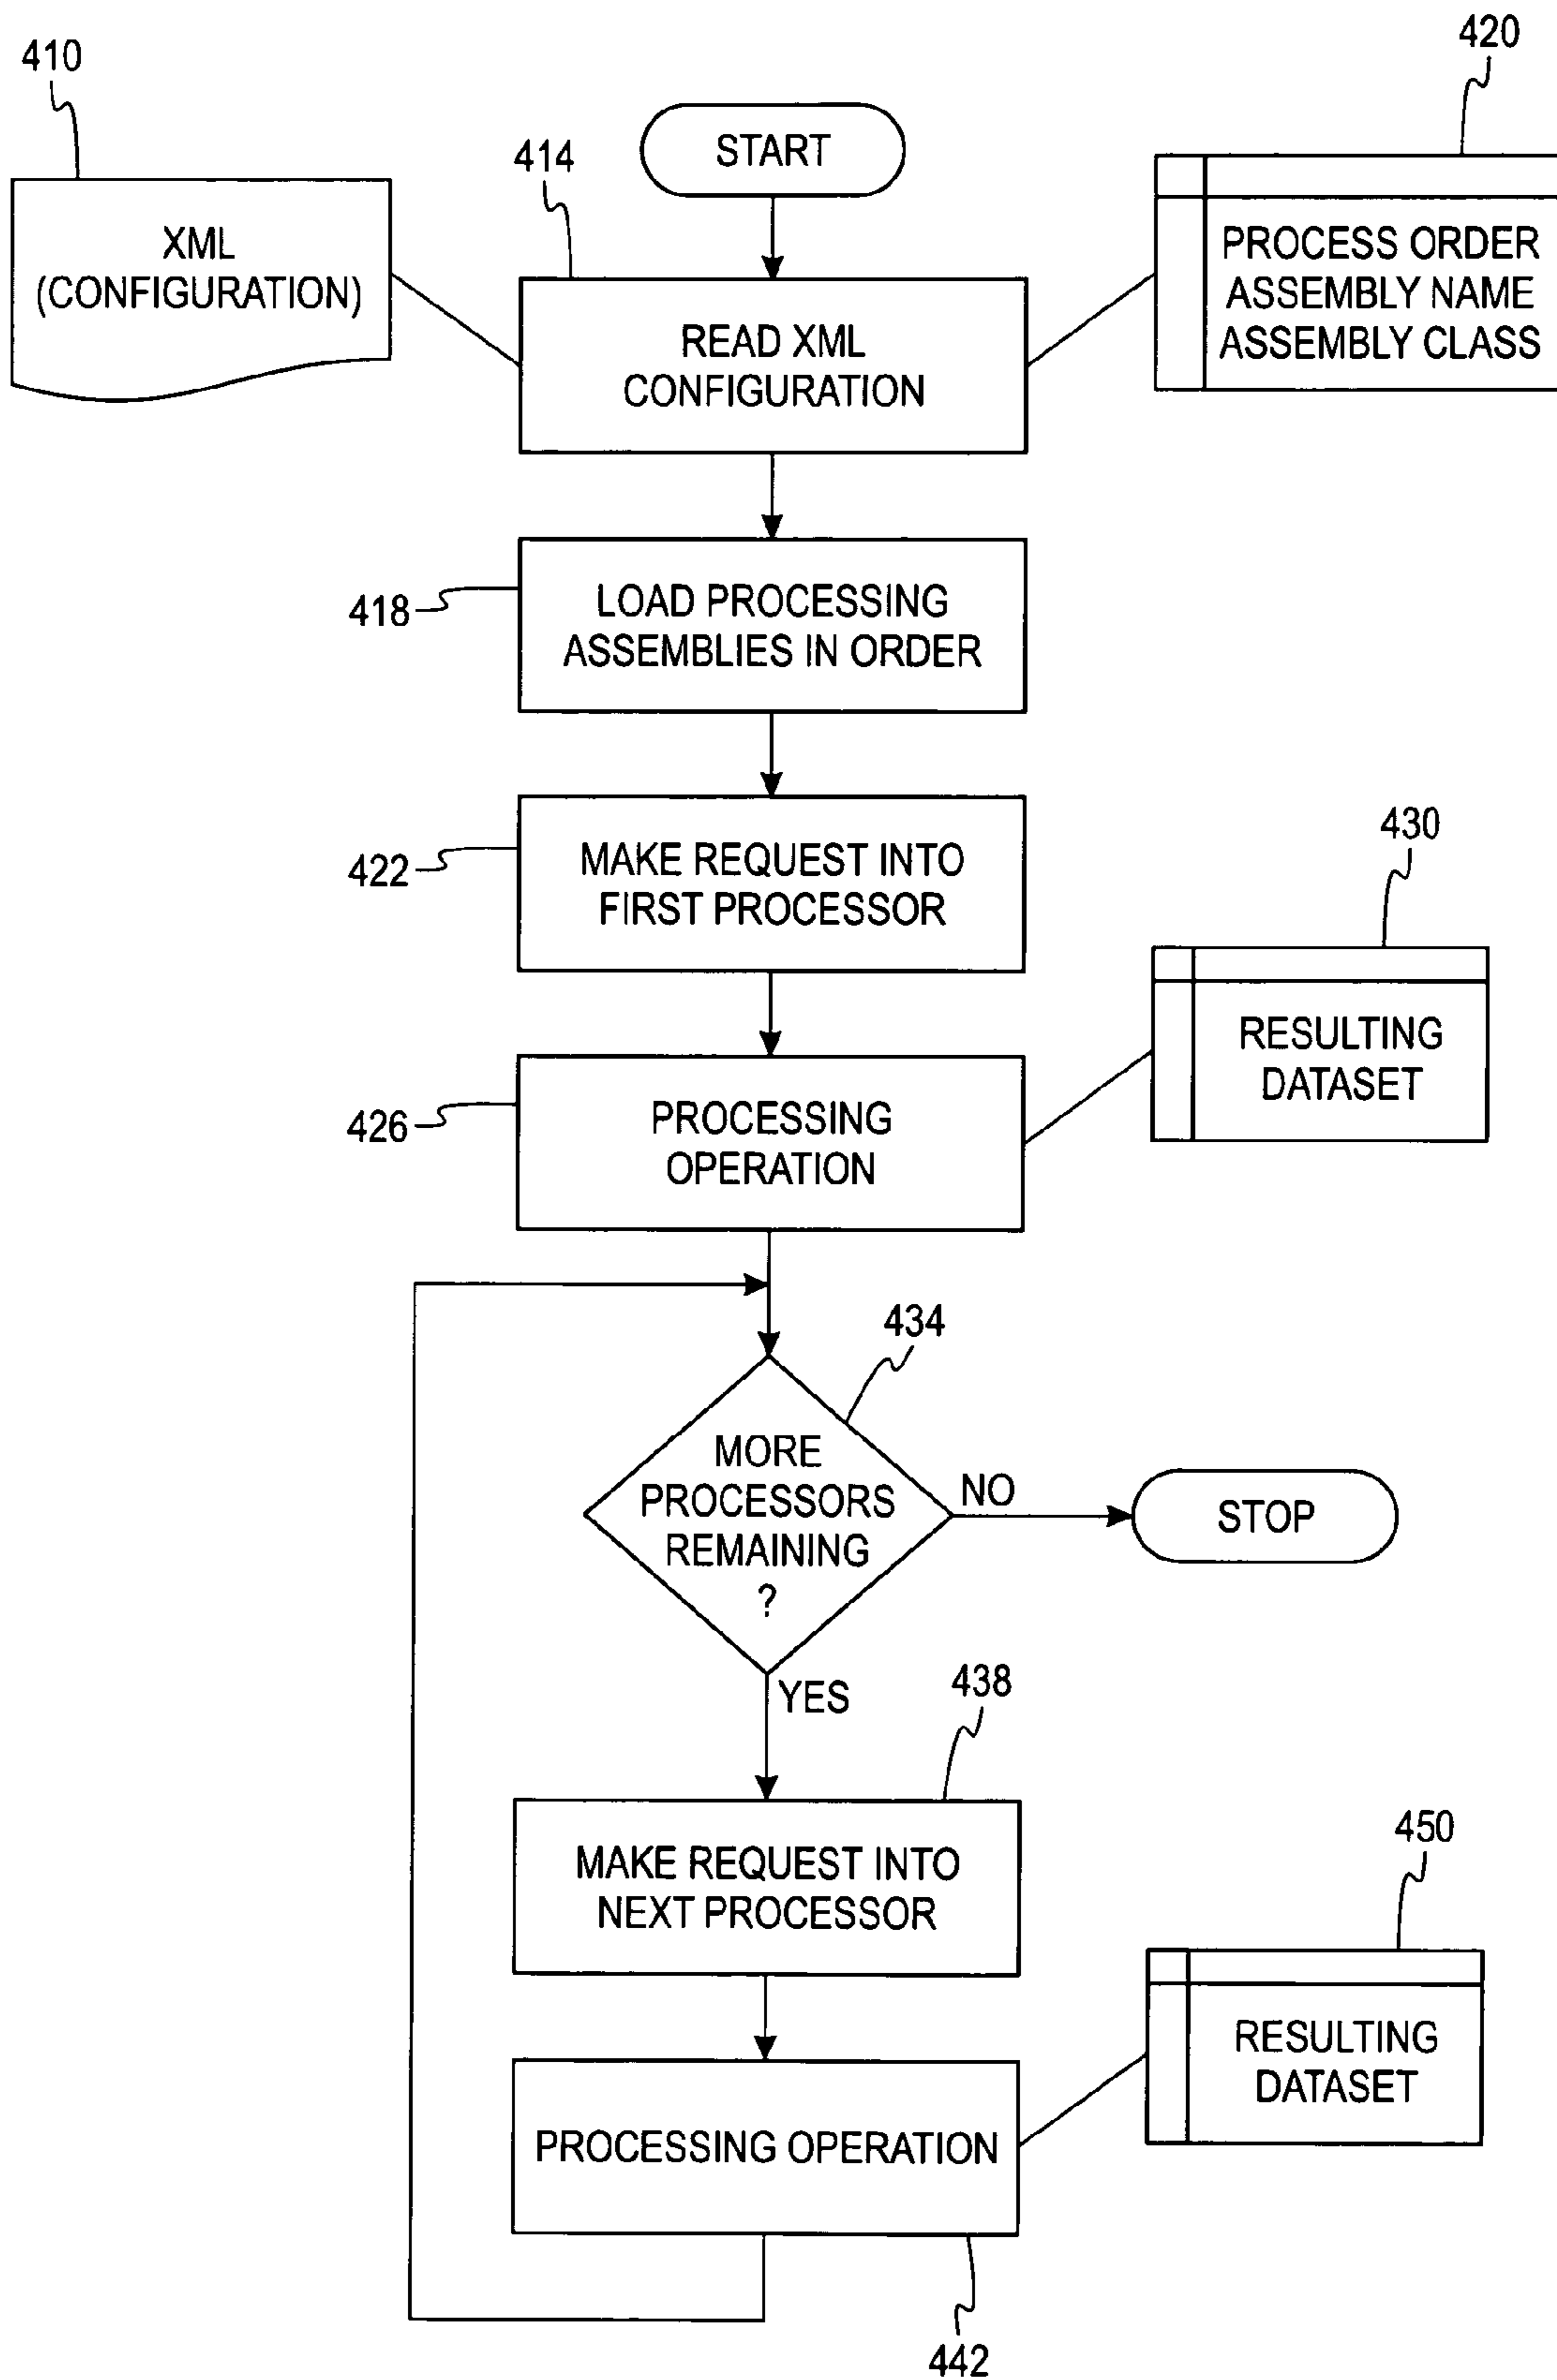 410
420
414
START
XML
(CONFIGURATION)
PROCESS ORDER
ASSEMBLY NAME
ASSEMBLY CLASS
READ XML
CONFIGURATION
418
LOAD PROCESSING
ASSEMBLIES IN ORDER
422
MAKE REQUEST INTO
FIRST PROCESSOR
430
RESULTING
DATASET
426
PROCESSING
OPERATION
434
MORE
PROCESSORS
REMAINING
?
NO
STOP
YES
438
MAKE REQUEST INTO
NEXT PROCESSOR
450
RESULTING
DATASET
PROCESSING OPERATION
442